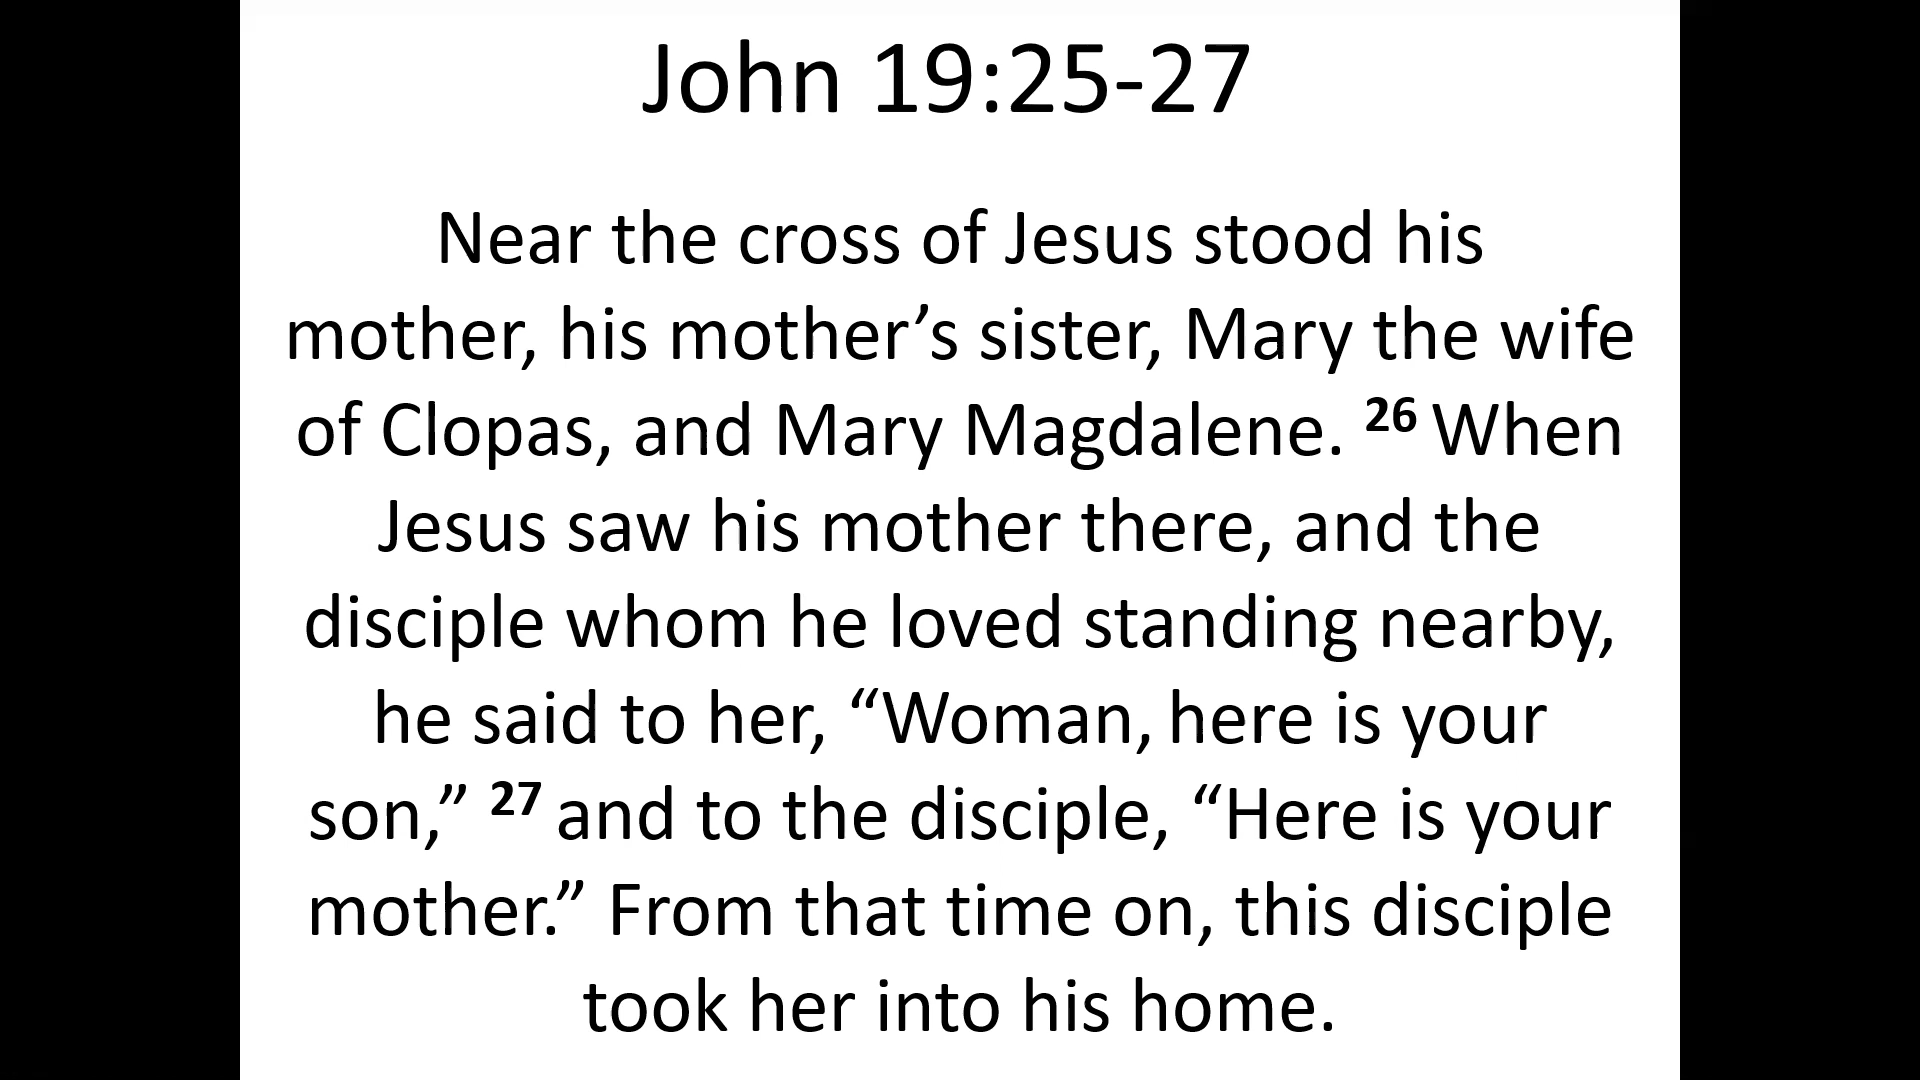 John 19:25-27
Near the cross of Jesus stood his
mother, his mother’s sister, Mary the wife
of Clopas, and Mary Magdalene. 26 When
Jesus saw his mother there, and the
disciple whom he loved standing nearby,
he said to her, “Woman, here is your
son,” 27 and to the disciple, “Here is your
mother.” From that time on, this disciple
took her into his home.